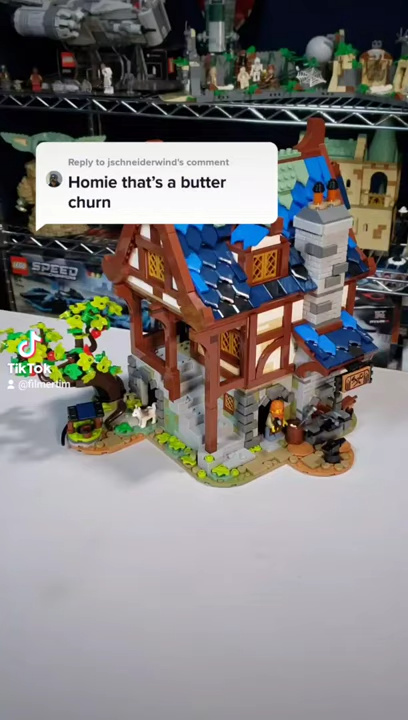 Reply to jschneiderwind's comment
Homie that's a butter
churn
SPEED
TikTok
@filmertim